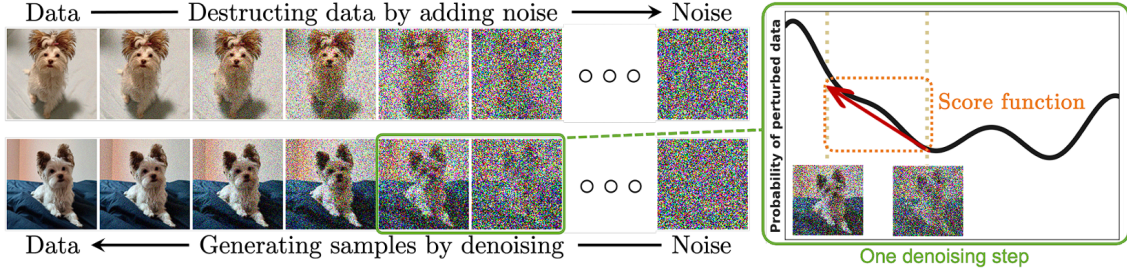 Data Destructing data by adding noise Noise
Probability of perturbed data
Score function
Data Generating samples by denoising Noise
One denoising step